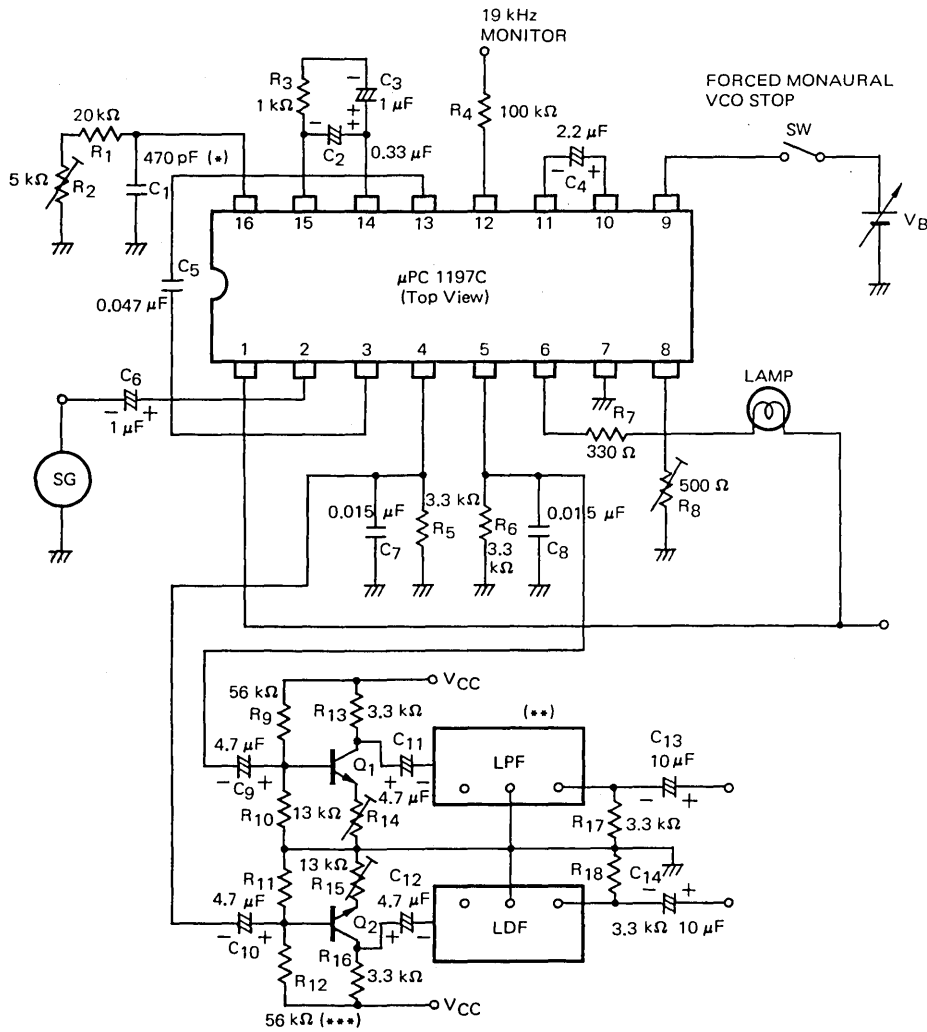 19 kHz
MONITOR
FORCED MONAURAL
VCO STOP
R3
1 kΩ
−
C3
+
1 μF
−
+
C2
0.33 μF
R4
100 kΩ
2.2 μF
−
+
C4
SW
VB
20 kΩ
R1
470 pF (*)
5 kΩ
R2
C1
16
15
14
13
12
11
10
9
C5
0.047 μF
μPC 1197C
(Top View)
1
2
3
4
5
6
7
8
C6
−
+
1 μF
SG
LAMP
R7
330 Ω
500 Ω
R8
0.015 μF
C7
3.3 kΩ
R5
R6
3.3
kΩ
0.015 μF
C8
VCC
56 kΩ
R9
R13
3.3 kΩ
(**)
4.7 μF
−
+
C9
Q1
C11
+
−
4.7 μF
LPF
C13
10 μF
−
+
R10
13 kΩ
R14
R17
3.3 kΩ
R11
13 kΩ
R15
C12
4.7 μF
+
−
R18
C14
−
+
4.7 μF
−
+
C10
Q2
LDF
3.3 kΩ
10 μF
R16
3.3 kΩ
R12
56 kΩ (***)
VCC